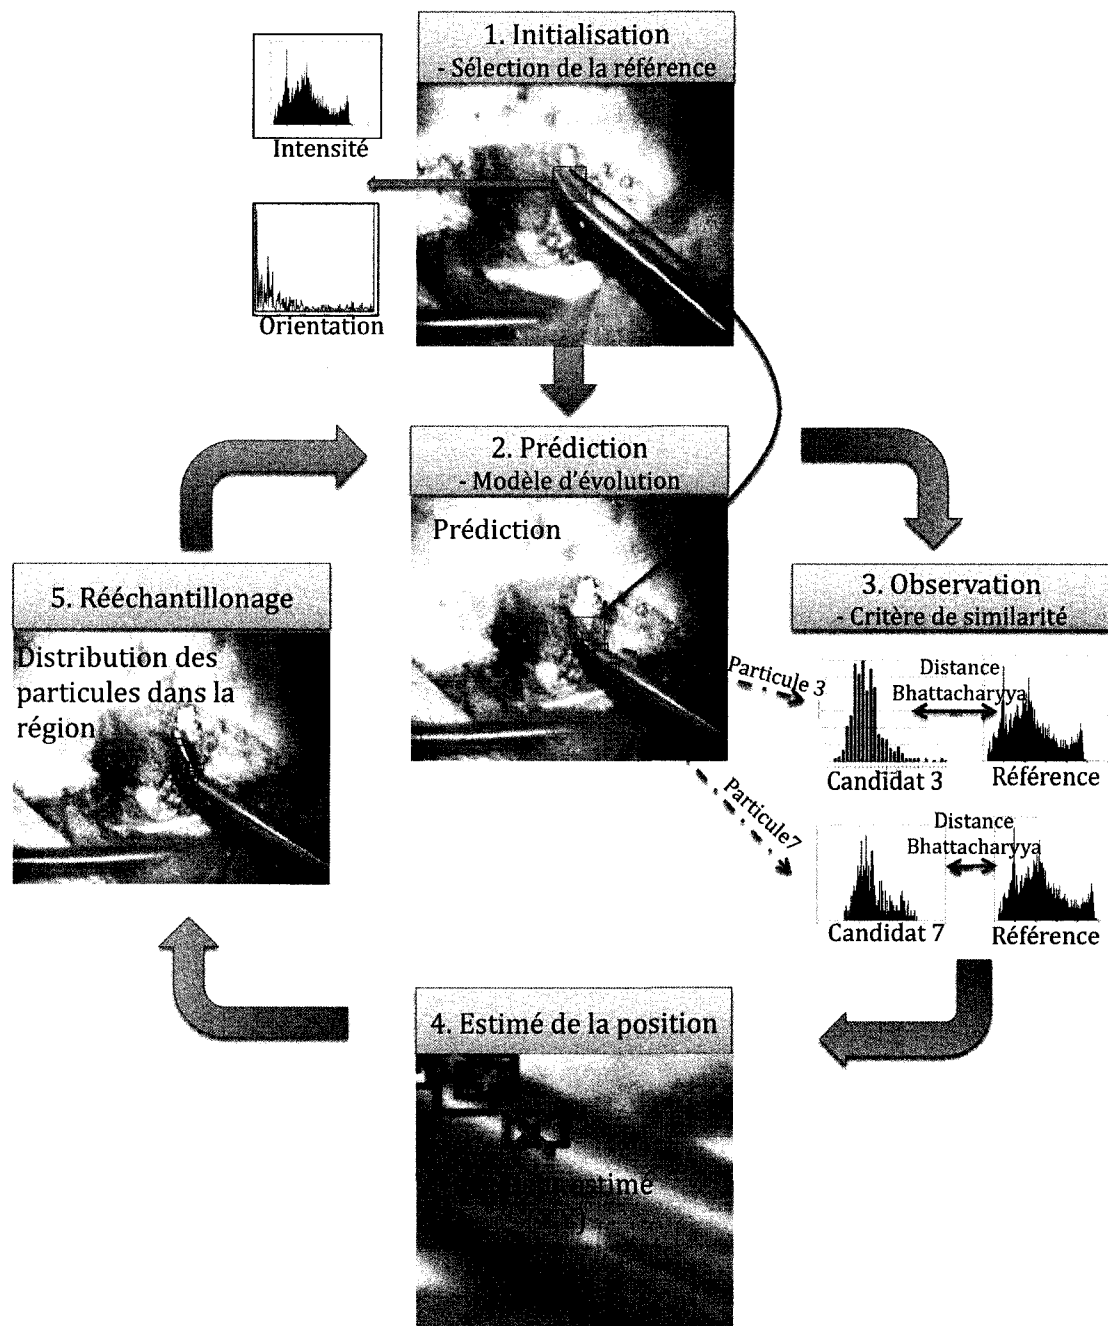 1. Initialisation
- Sélection de la référence
Intensité
Orientation
2. Prédiction
- Modèle d'évolution
Prédiction
3. Observation
- Critère de similarité
Particule 3
Distance
Bhattacharyya
Candidat 3
Référence
Particule7
Distance
Bhattacharyya
Candidat 7
Référence
4. Estimé de la position
estimé
5. Rééchantillonage
Distribution des
particules dans la
région